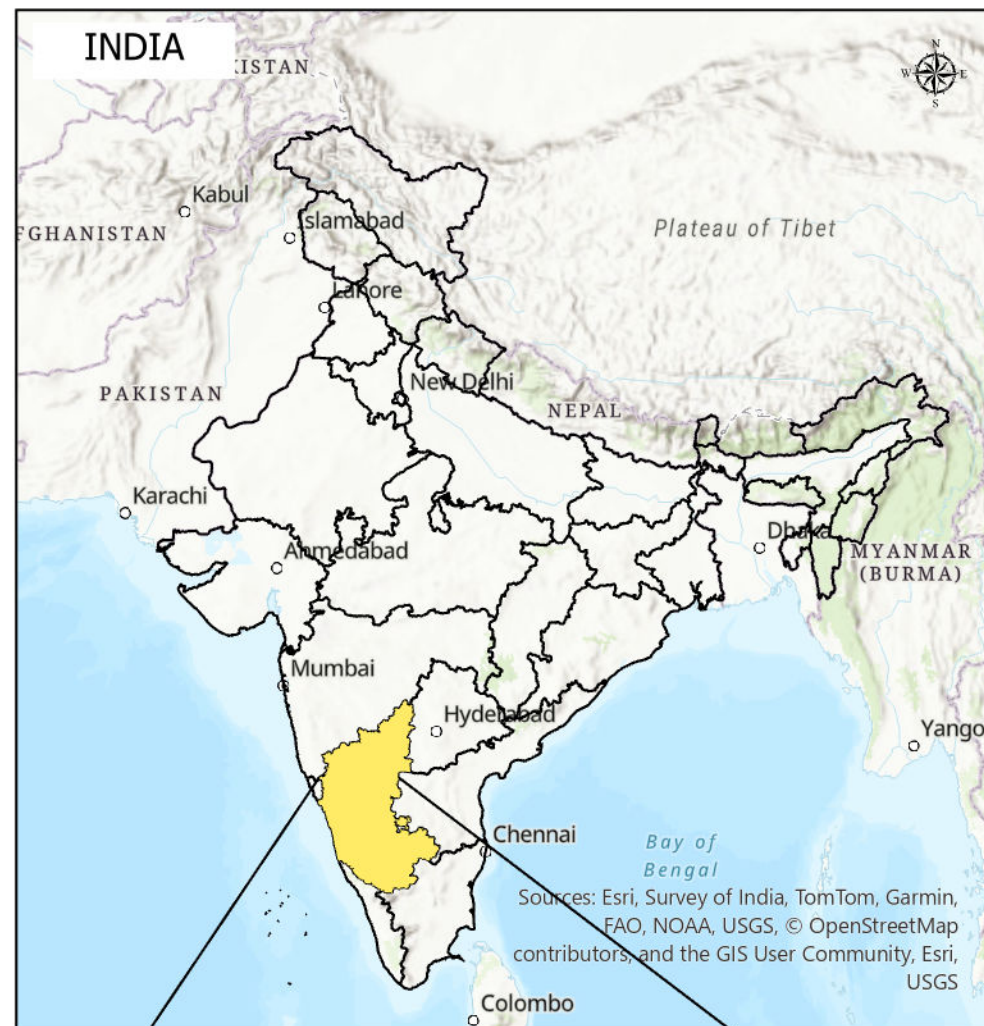 INDIA
KISTAN
N
W E
S
Kabul
Islamabad
FGHANISTAN
Plateau of Tibet
Lahore
PAKISTAN
New Delhi
NEPAL
Karachi
Ahmedabad
Dhaka
MYANMAR
(BURMA)
Mumbai
Hyderabad
Yango
Chennai
Bay of
Bengal
Sources: Esri, Survey of India, TomTom, Garmin,
FAO, NOAA, USGS, © OpenStreetMap
contributors, and the GIS User Community, Esri,
USGS
Colombo